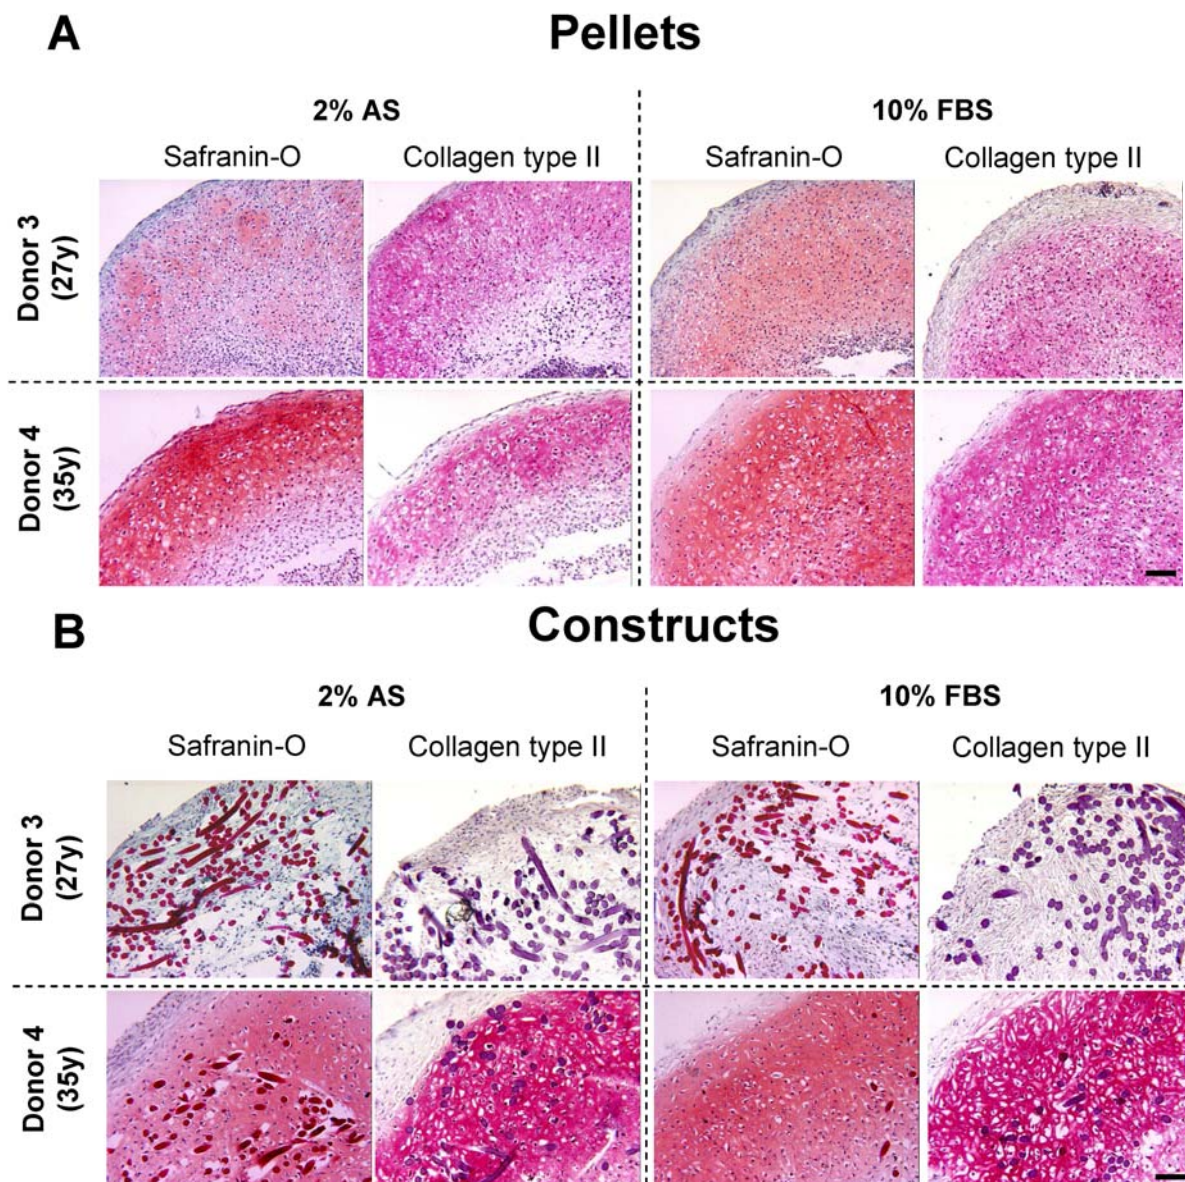 A
Pellets
2% AS
10% FBS
Safranin-O
Collagen type II
Safranin-O
Collagen type II
Donor 3
(27y)
Donor 4
(35y)
B
Constructs
2% AS
10% FBS
Safranin-O
Collagen type II
Safranin-O
Collagen type II
Donor 3
(27y)
Donor 4
(35y)